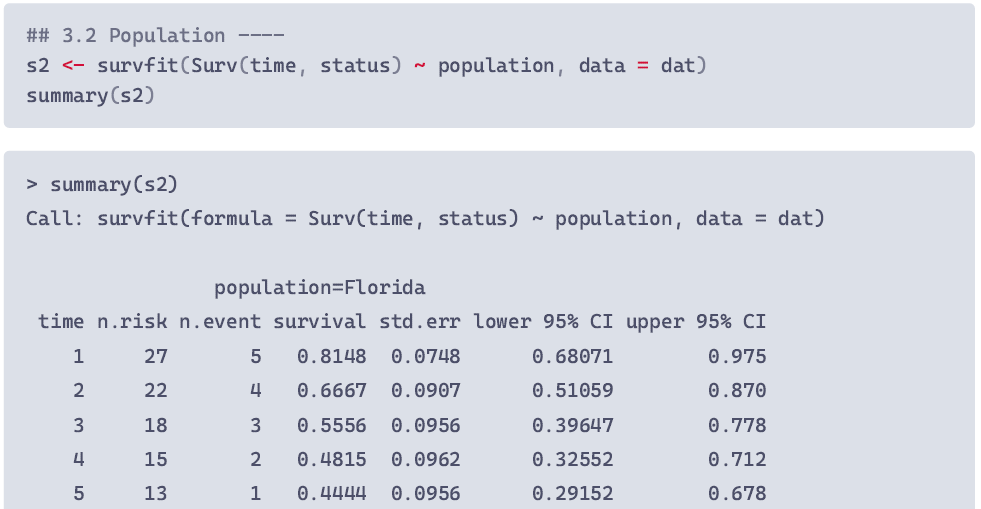 ## 3.2 Population ----
s2 <- survfit(Surv(time, status) ~ population, data = dat)
summary(s2)
> summary(s2)
Call: survfit(formula = Surv(time, status) ~ population, data = dat)
population=Florida
time n.risk n.event survival std.err lower 95% CI upper 95% CI
1 27 5 0.8148 0.0748 0.68071 0.975
2 22 4 0.6667 0.0907 0.51059 0.870
3 18 3 0.5556 0.0956 0.39647 0.778
4 15 2 0.4815 0.0962 0.32552 0.712
5 13 1 0.4444 0.0956 0.29152 0.678